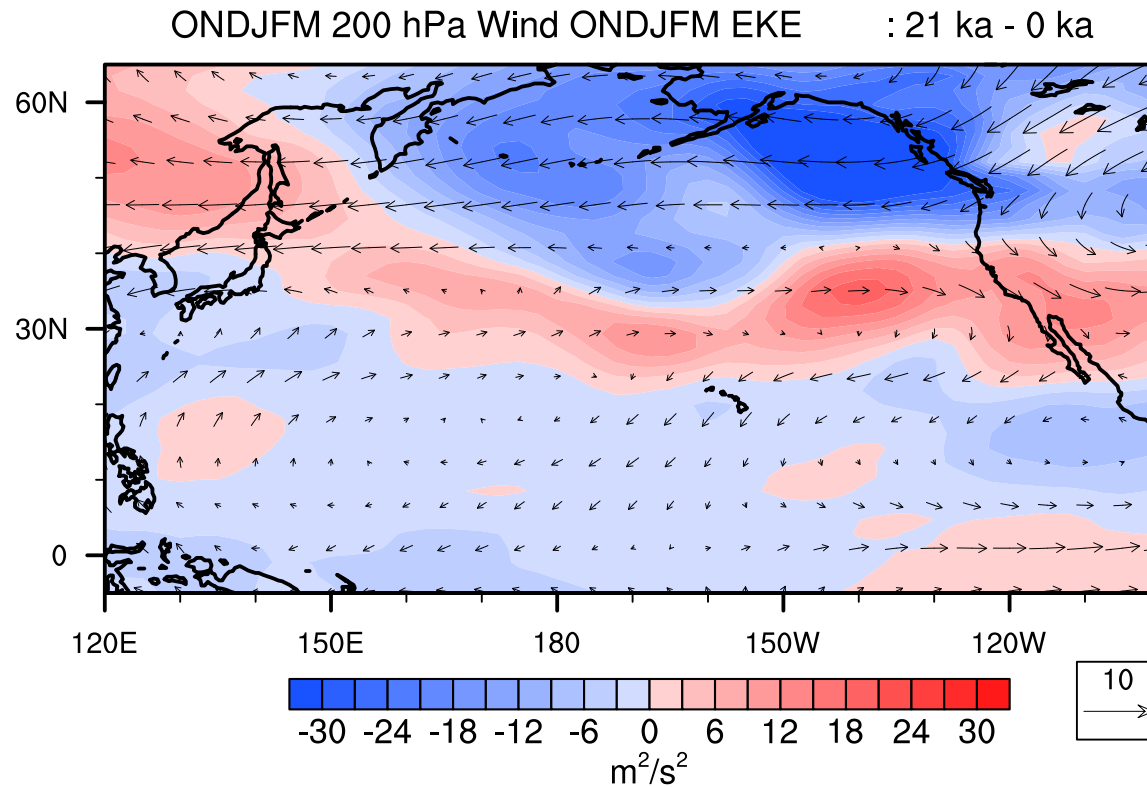 ONDJFM 200 hPa Wind ONDJFM EKE : 21 ka - 0 ka
60N
30N
0
120E 150E 180 150W 120W
-30 -24 -18 -12 -6 0 6 12 18 24 30
m²/s²
10